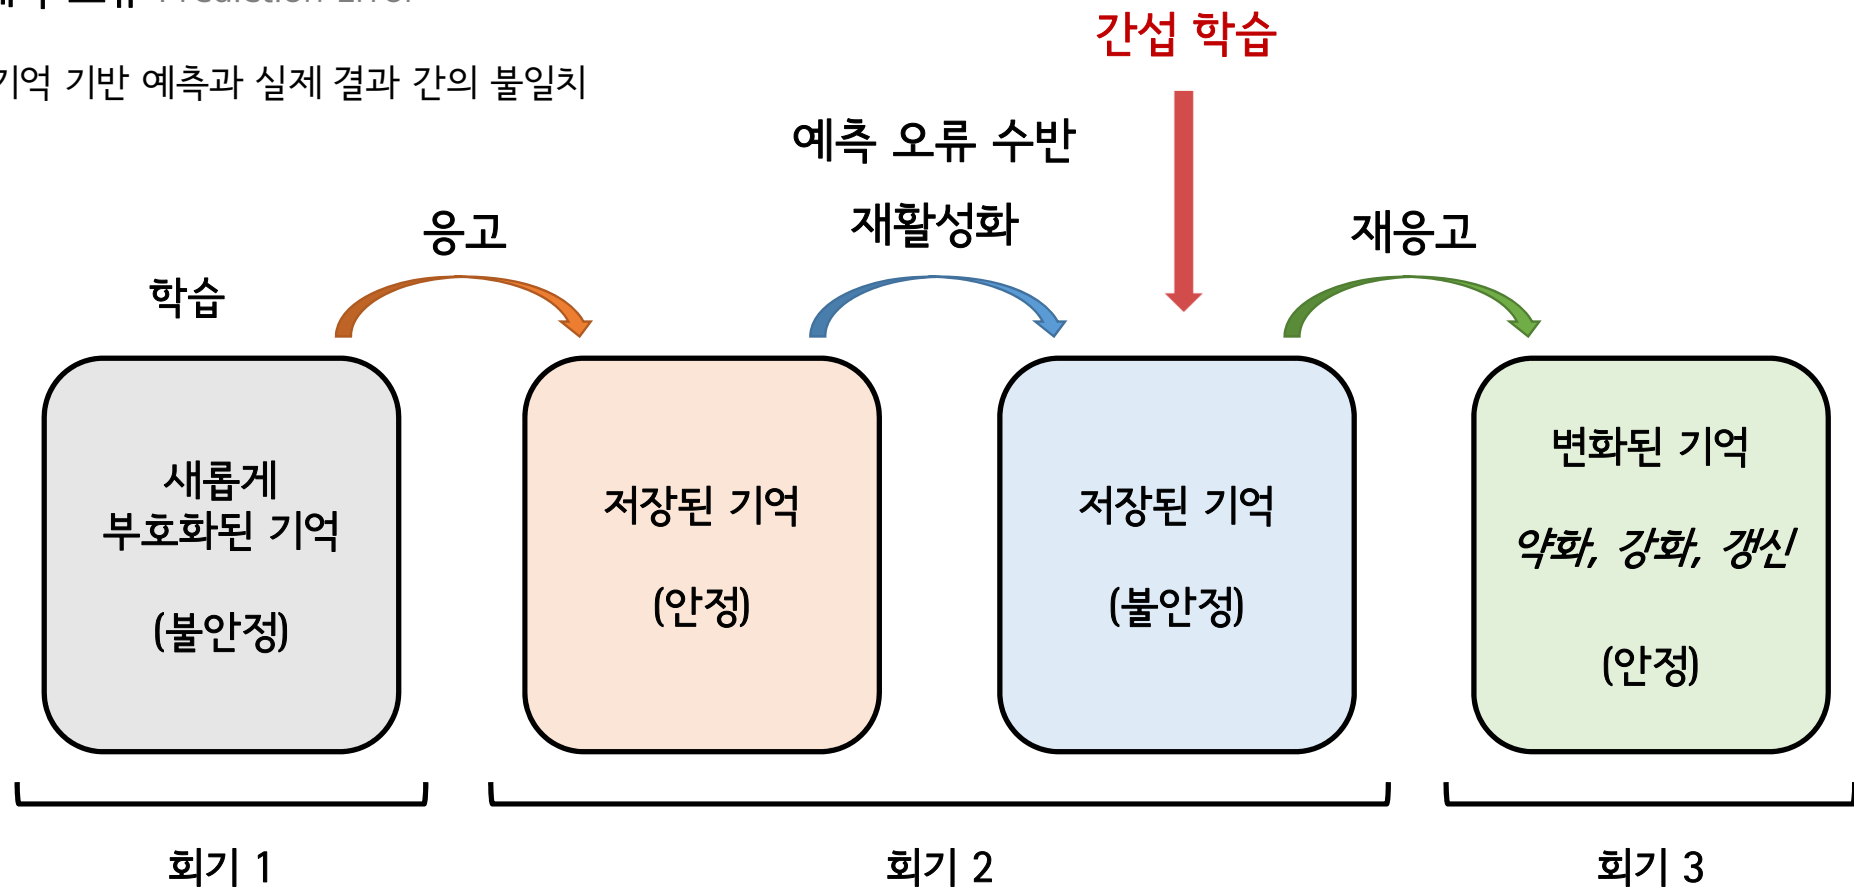 오류 Prediction Error
기억 기반 예측과 실제 결과 간의 불일치
간섭 학습
예측 오류 수반
재활성화
응고
재응고
학습
새롭게
부호화된 기억
(불안정)
저장된 기억
(안정)
저장된 기억
(불안정)
변화된 기억
약화, 강화, 갱신
(안정)
회기 1
회기 2
회기 3